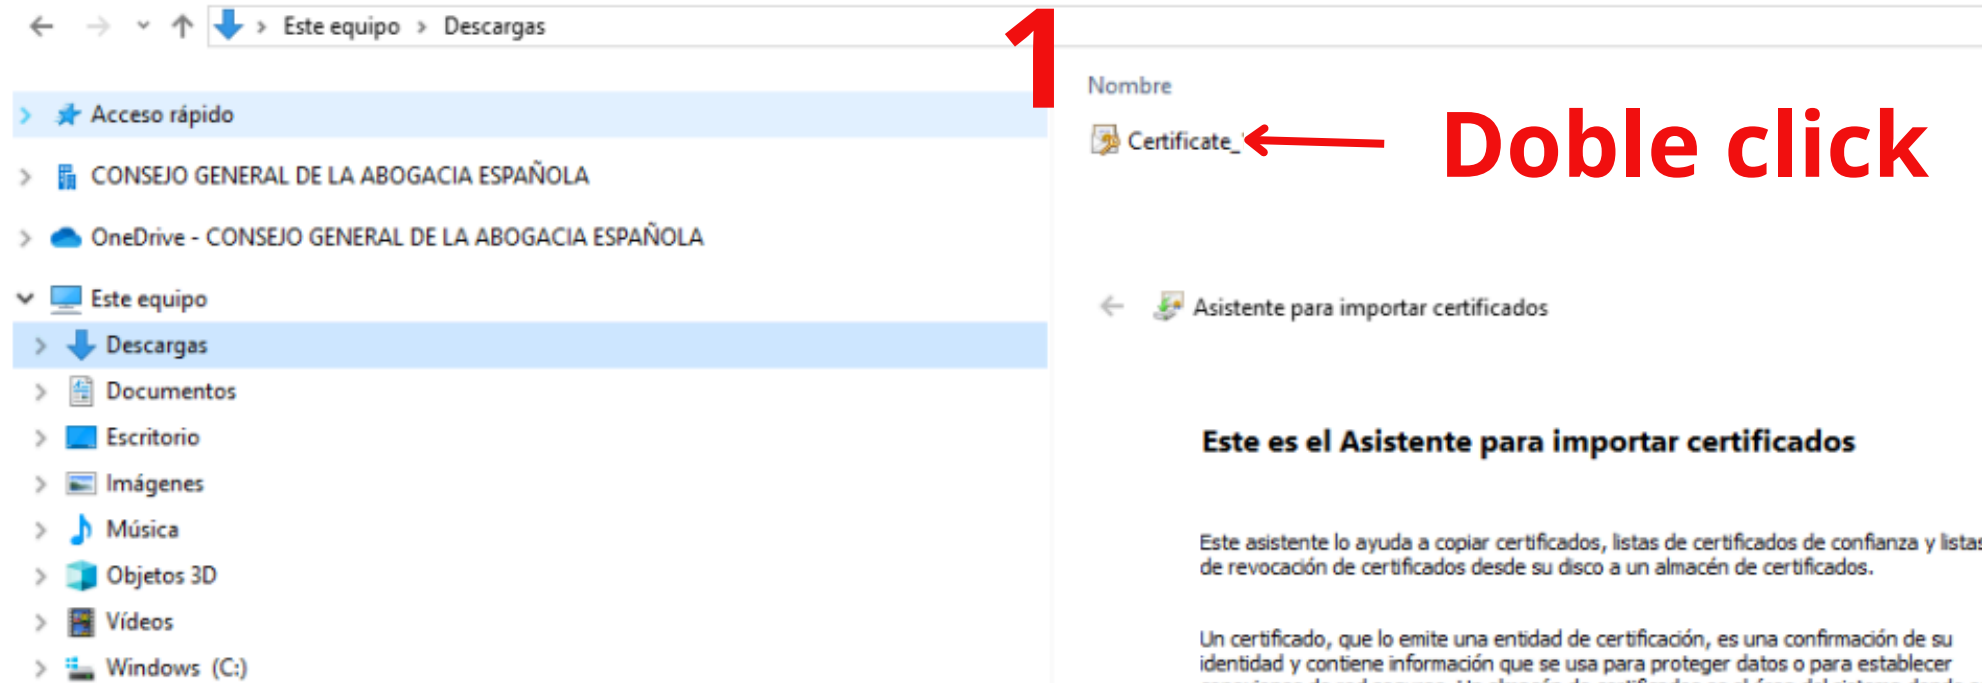 Este equipo > Descargas
1
Acceso rápido
CONSEJO GENERAL DE LA ABOGACIA ESPAÑOLA
OneDrive - CONSEJO GENERAL DE LA ABOGACIA ESPAÑOLA
Este equipo
Descargas
Documentos
Escritorio
Imágenes
Música
Objetos 3D
Vídeos
Windows (C:)
Nombre
Certificate_
Doble click
Asistente para importar certificados
Este es el Asistente para importar certificados
Este asistente lo ayuda a copiar certificados, listas de certificados de confianza y listas
de revocación de certificados desde su disco a un almacén de certificados.
Un certificado, que lo emite una entidad de certificación, es una confirmación de su
identidad y contiene información que se usa para proteger datos o para establecer